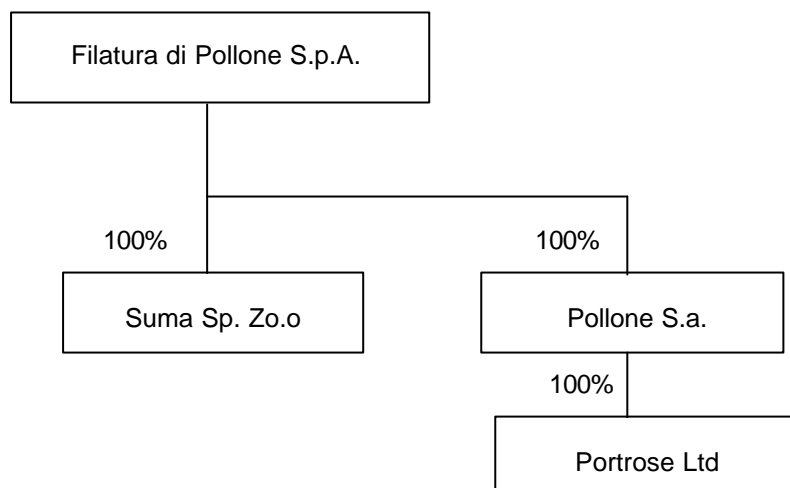 Filatura di Pollone S.p.A.
100%
100%
Suma Sp. Zo.o
Pollone S.a.
100%
Portrose Ltd